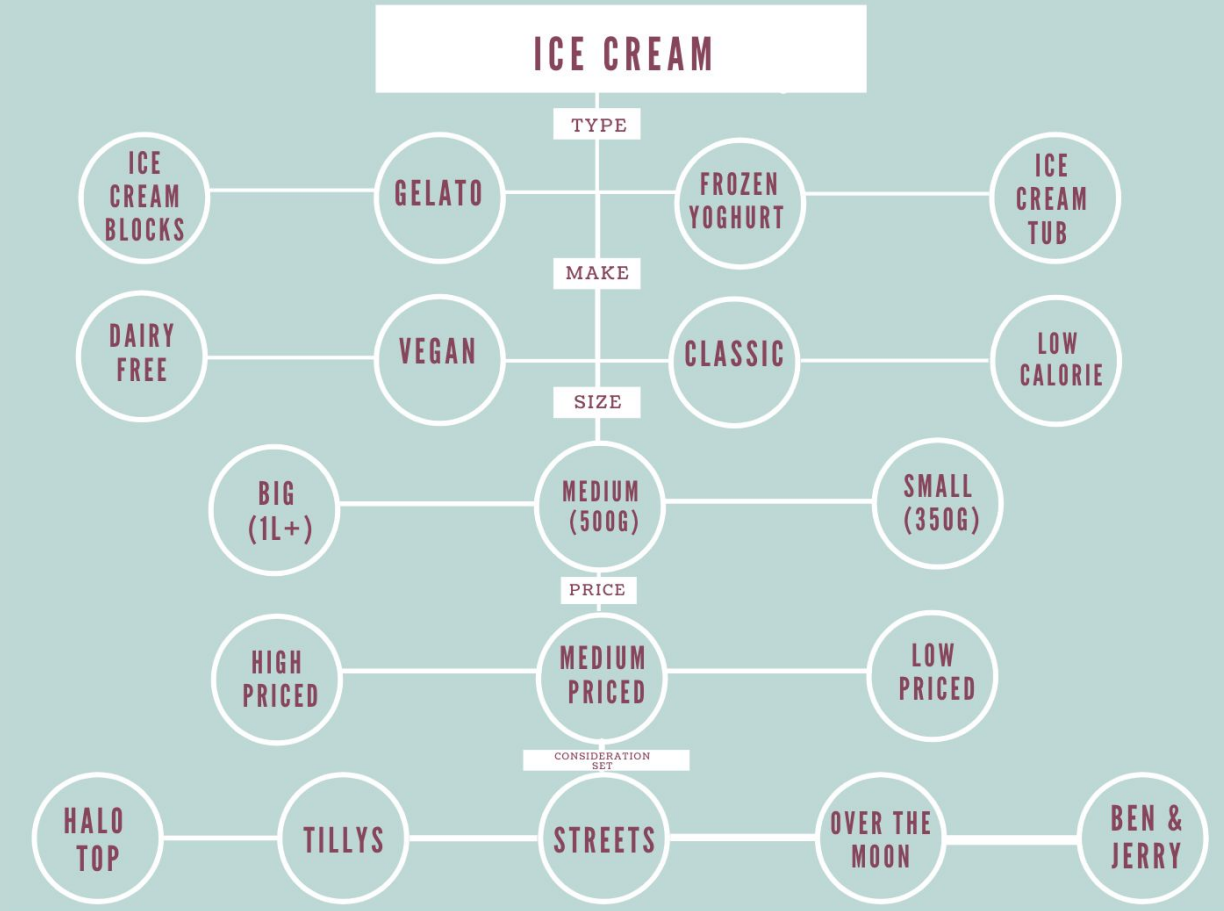 ICE CREAM
TYPE
ICE
CREAM
BLOCKS
GELATO
FROZEN
YOGHURT
ICE
CREAM
TUB
MAKE
DAIRY
FREE
VEGAN
CLASSIC
LOW
CALORIE
SIZE
BIG
(1L+)
MEDIUM
(500G)
SMALL
(350G)
PRICE
HIGH
PRICED
MEDIUM
PRICED
LOW
PRICED
CONSIDERATION
SET
HALO
TOP
TILLYS
STREETS
OVER THE
MOON
BEN &
JERRY